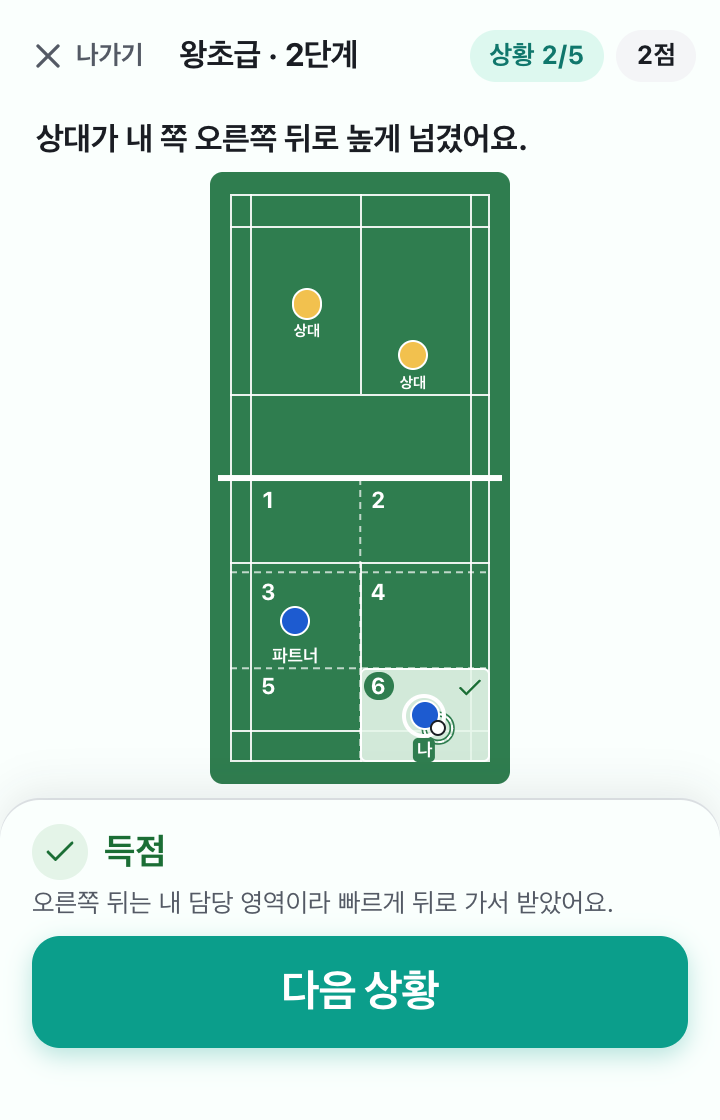 나가기
왕초급 · 2단계
상황 2/5
2점
상대가 내 쪽 오른쪽 뒤로 높게 넘겼어요.
상대
상대
1
2
3
4
파트너
5
6
나
득점
오른쪽 뒤는 내 담당 영역이라 빠르게 뒤로 가서 받았어요.
다음 상황